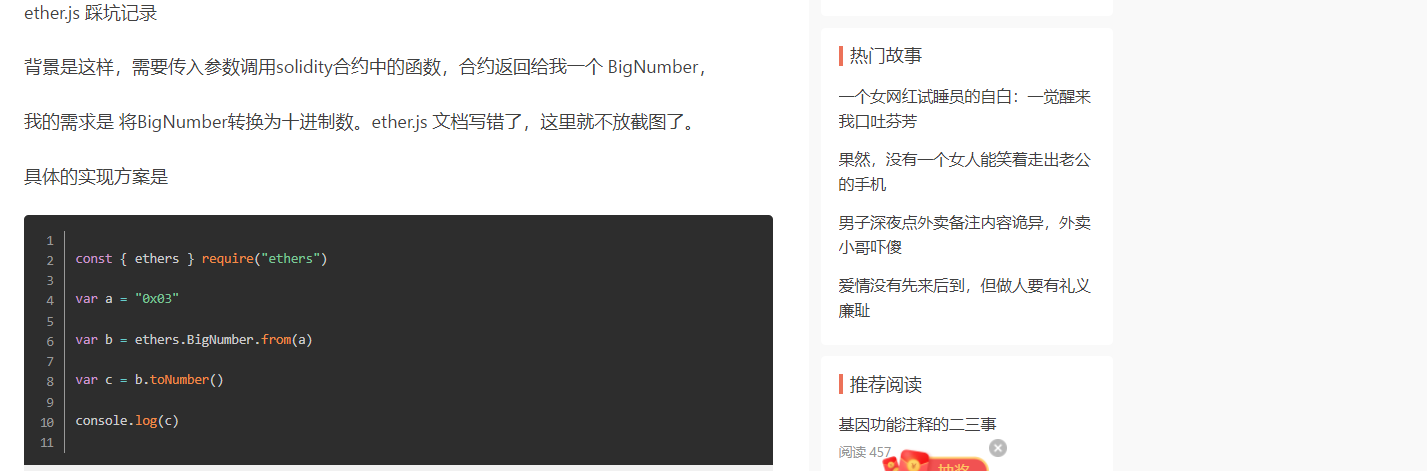 ether.js 踩坑记录
背景是这样，需要传入参数调用solidity合约中的函数，合约返回给我一个 BigNumber，
我的需求是 将BigNumber转换为十进制数。ether.js 文档写错了，这里就不放截图了。
具体的实现方案是
1
2 const { ethers } require("ethers")
3
4 var a = "0x03"
5
6 var b = ethers.BigNumber.from(a)
7
8 var c = b.toNumber()
9
10 console.log(c)
11
热门故事
一个女网红试睡员的自白：一觉醒来
我口吐芬芳
果然，没有一个女人能笑着走出老公
的手机
男子深夜点外卖备注内容诡异，外卖
小哥吓傻
爱情没有先来后到，但做人要有礼义
廉耻
推荐阅读
基因功能注释的二三事
阅读 457
抽奖